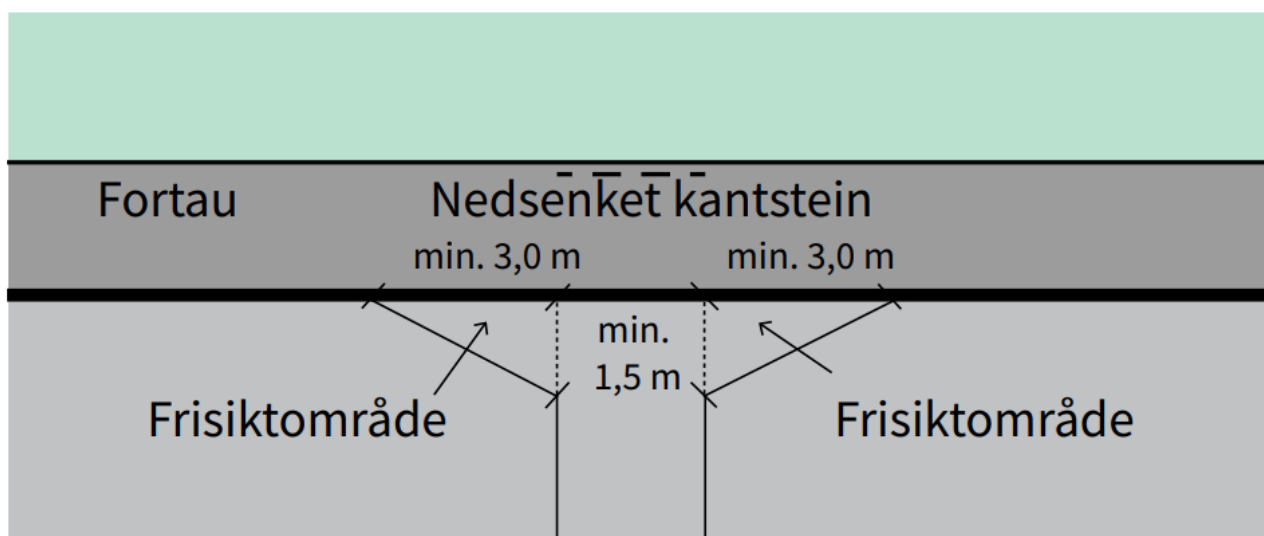 Fortau
Nedsenket kantstein
min. 3,0 m
min. 3,0 m
min.
1,5 m
Frisiktområde
Frisiktområde